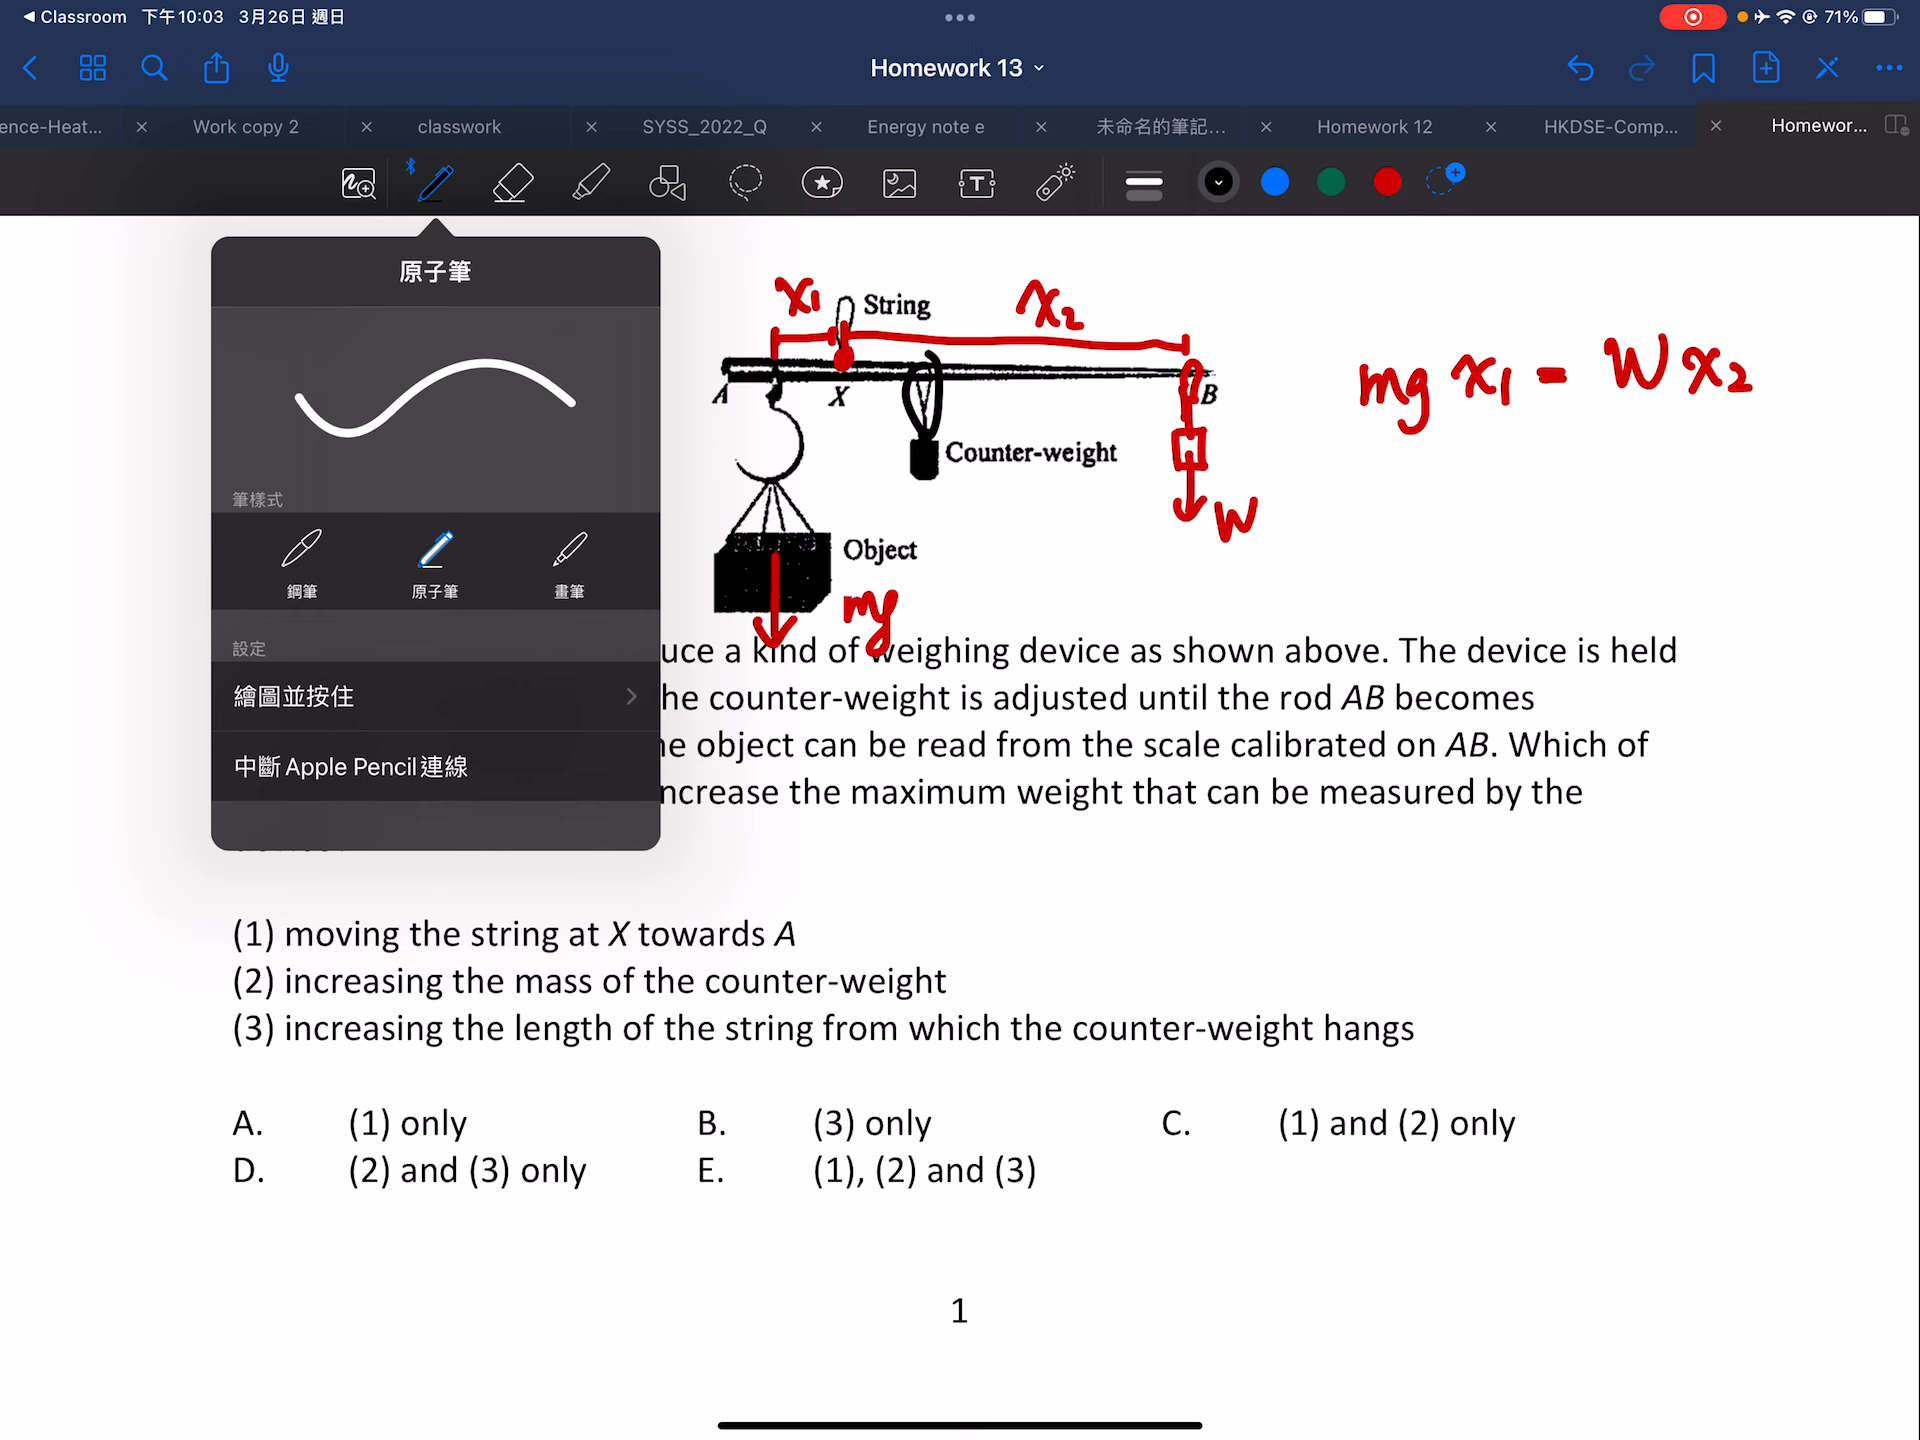 Classroom 下午10:03 3月26日 週日
71%
Homework 13
ence-Heat... Work copy 2 classwork SYSS_2022_Q Energy note e 未命名的筆記... Homework 12 HKDSE-Comp... Homewor...
原子筆
筆樣式
鋼筆 原子筆 畫筆
設定
繪圖並按住
中斷 Apple Pencil 連線
x1 String x2
A X B
mg x1 = W x2
Counter-weight
W
Object
mg
uce a kind of weighing device as shown above. The device is held
he counter-weight is adjusted until the rod AB becomes
e object can be read from the scale calibrated on AB. Which of
ncrease the maximum weight that can be measured by the
(1) moving the string at X towards A
(2) increasing the mass of the counter-weight
(3) increasing the length of the string from which the counter-weight hangs
A. (1) only B. (3) only C. (1) and (2) only
D. (2) and (3) only E. (1), (2) and (3)
1